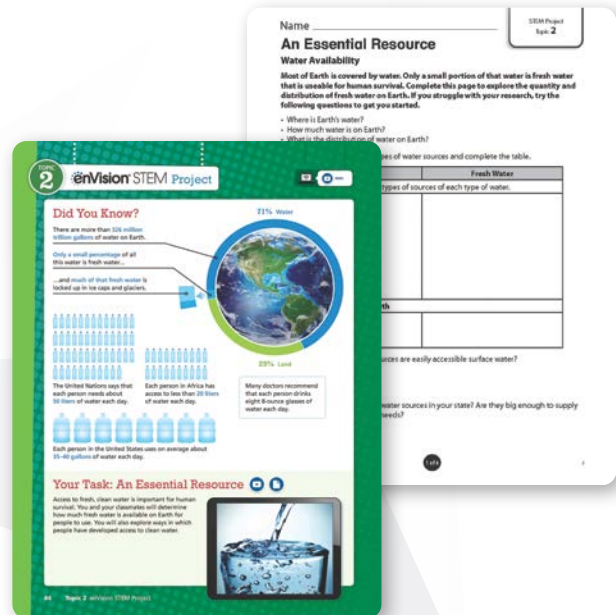 Name
STEM Project
Topic 2
An Essential Resource
Water Availability
Most of Earth is covered by water. Only a small portion of that water is fresh water
that is useable for human survival. Complete this page to explore the quantity and
distribution of fresh water on Earth. If you struggle with your research, try the
following questions to get you started.
• Where is Earth's water?
• How much water is on Earth?
• What is the distribution of water on Earth?
pes of water sources and complete the table.
Fresh Water
types of sources of each type of water.
th
urces are easily accessible surface water?
water sources in your state? Are they big enough to supply
needs?
1 of 4
TOPIC
2
enVision STEM Project
Did You Know?
There are more than 326 million
trillion gallons of water on Earth.
Only a small percentage of all
this water is fresh water...
...and much of that fresh water is
locked up in ice caps and glaciers.
71% Water
29% Land
The United Nations says that
each person needs about
50 liters of water each day.
Each person in Africa has
access to less than 20 liters
of water each day.
Many doctors recommend
that each person drinks
eight 8-ounce glasses of
water each day.
Each person in the United States uses on average about
35–40 gallons of water each day.
Your Task: An Essential Resource
Access to fresh, clean water is important for human
survival. You and your classmates will determine
how much fresh water is available on Earth for
people to use. You will also explore ways in which
people have developed access to clean water.
84 Topic 2 enVision STEM Project